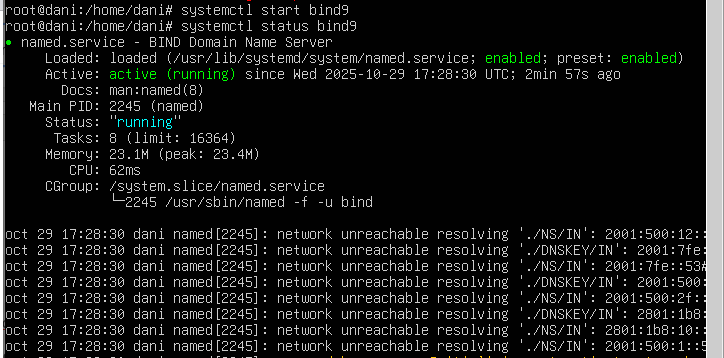 root@dani:/home/dani# systemctl start bind9
root@dani:/home/dani# systemctl status bind9
● named.service - BIND Domain Name Server
Loaded: loaded (/usr/lib/systemd/system/named.service; enabled; preset: enabled)
Active: active (running) since Wed 2025-10-29 17:28:30 UTC; 2min 57s ago
Docs: man:named(8)
Main PID: 2245 (named)
Status: "running"
Tasks: 8 (limit: 16364)
Memory: 23.1M (peak: 23.4M)
CPU: 62ms
CGroup: /system.slice/named.service
└─2245 /usr/sbin/named -f -u bind
oct 29 17:28:30 dani named[2245]: network unreachable resolving './NS/IN': 2001:500:12::
oct 29 17:28:30 dani named[2245]: network unreachable resolving './DNSKEY/IN': 2001:7fe:
oct 29 17:28:30 dani named[2245]: network unreachable resolving './NS/IN': 2001:7fe::53#
oct 29 17:28:30 dani named[2245]: network unreachable resolving './DNSKEY/IN': 2001:500:
oct 29 17:28:30 dani named[2245]: network unreachable resolving './NS/IN': 2001:500:2f::
oct 29 17:28:30 dani named[2245]: network unreachable resolving './DNSKEY/IN': 2801:1b8:
oct 29 17:28:30 dani named[2245]: network unreachable resolving './NS/IN': 2801:1b8:10::
oct 29 17:28:30 dani named[2245]: network unreachable resolving './NS/IN': 2001:500:1::5